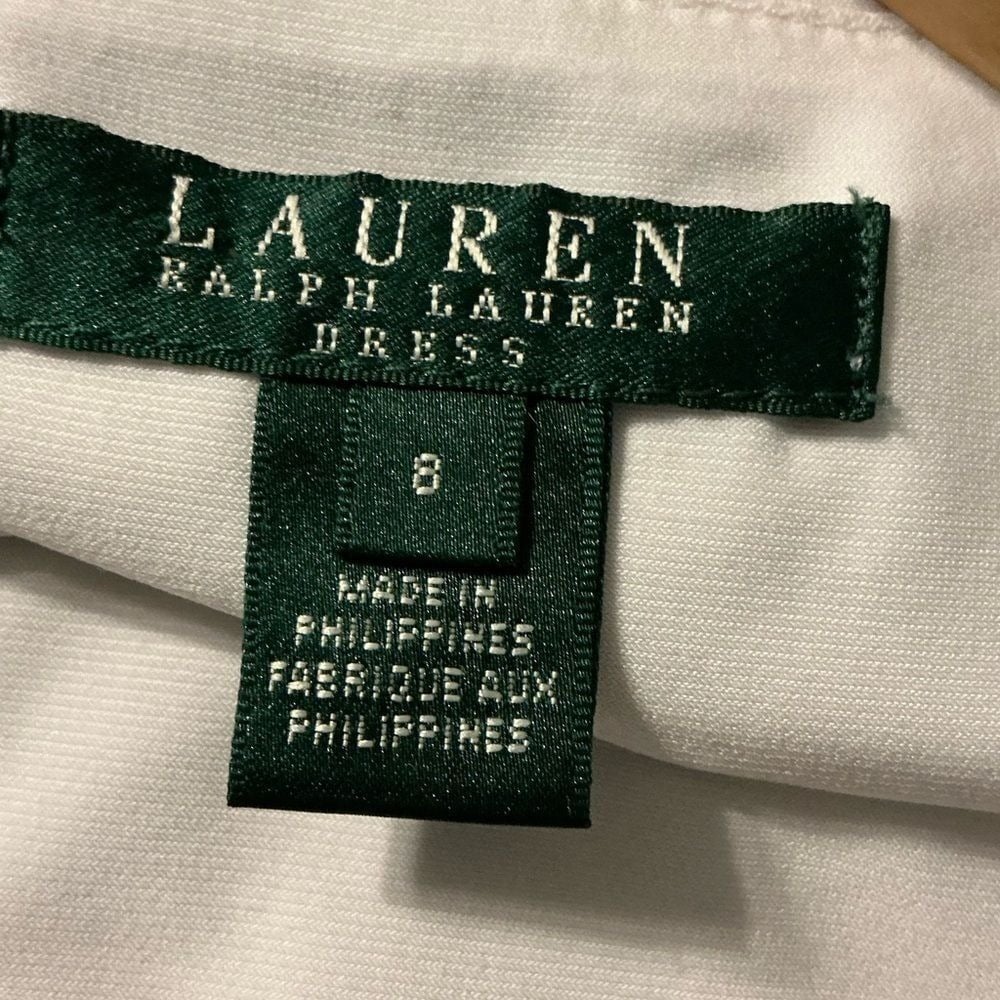 LAUREN
RALPH LAUREN
DRESS
8
MADE IN
PHILIPPINES
FABRIQUE AUX
PHILIPPINES